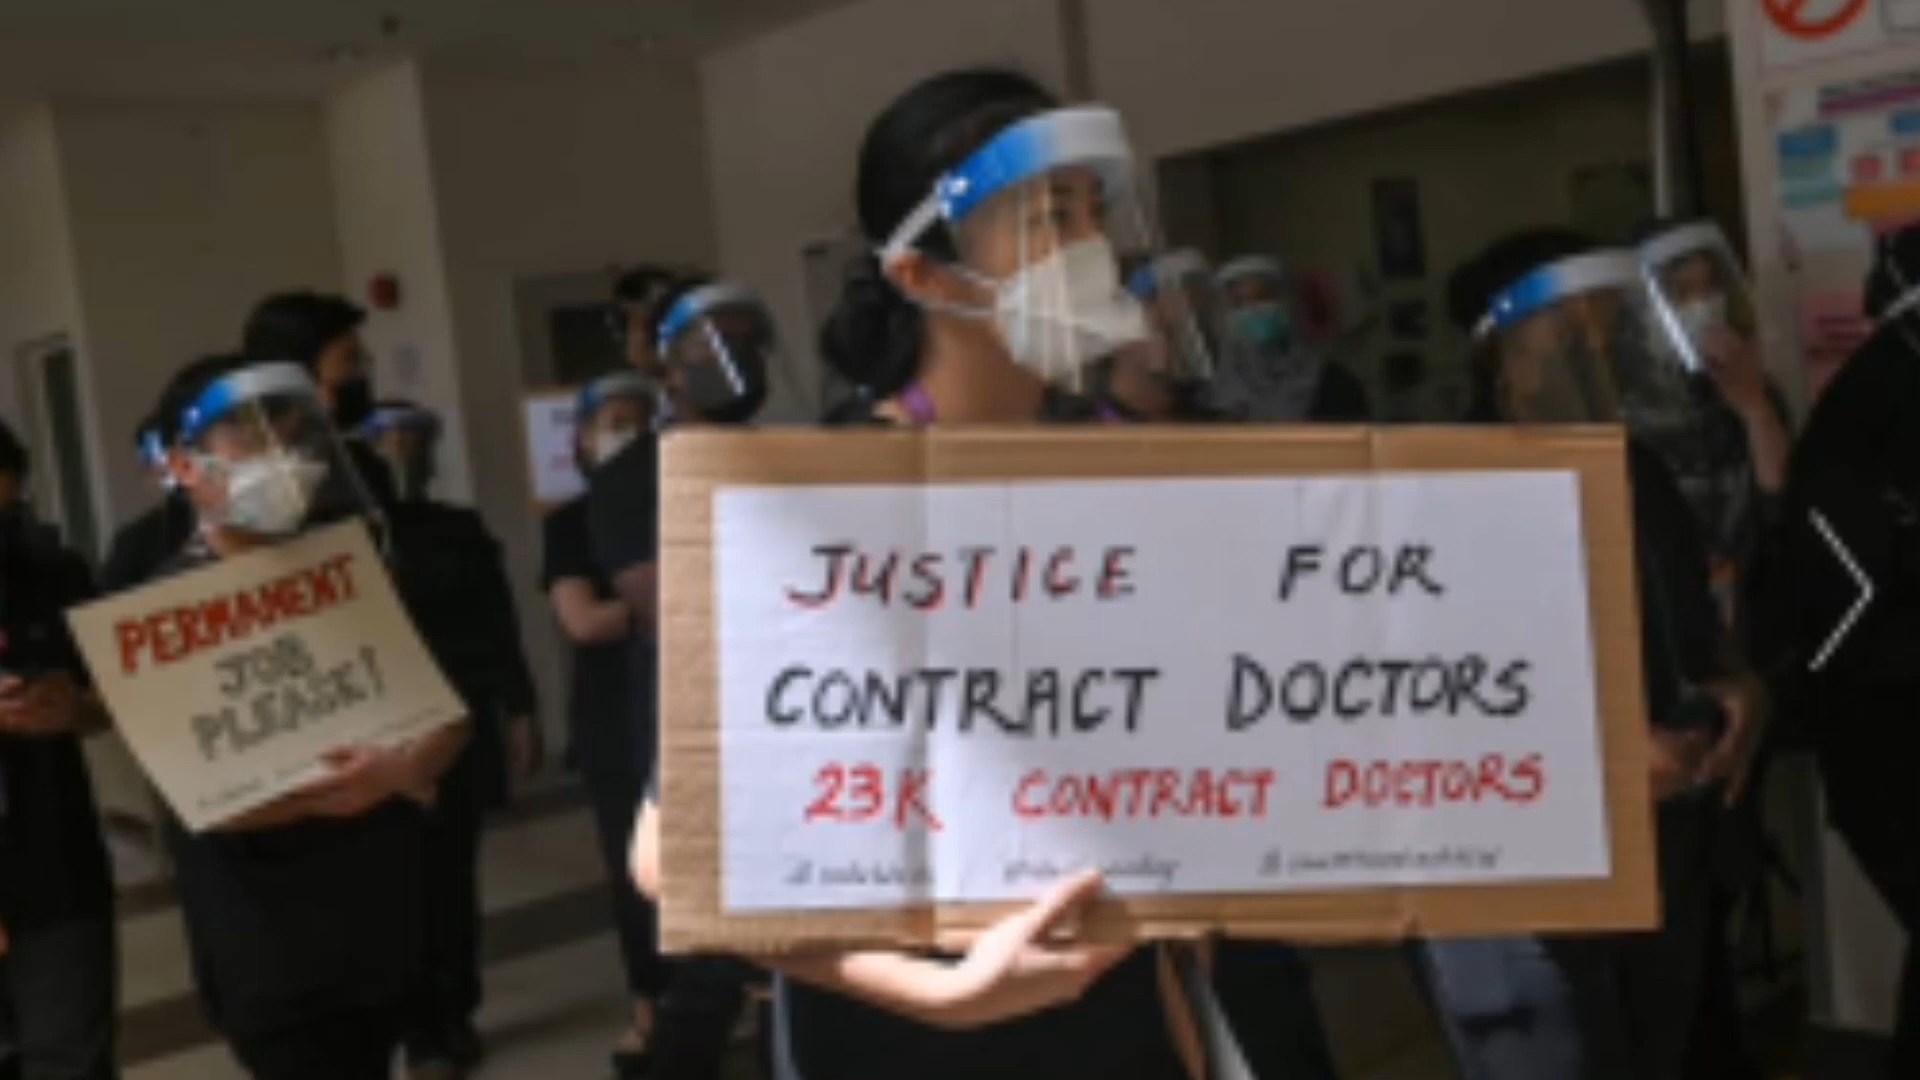 PERMANENT
JOB
PLEASE!
JUSTICE FOR
CONTRACT DOCTORS
23K CONTRACT DOCTORS